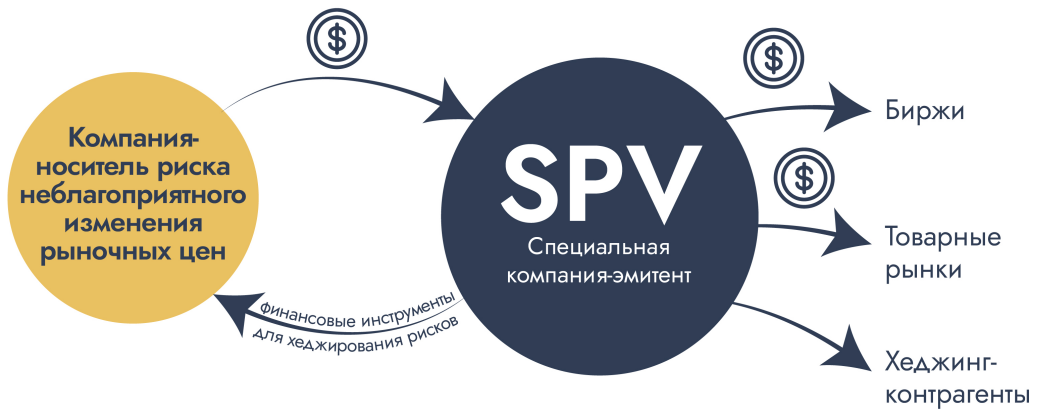 Компания-
носитель риска
неблагоприятного
изменения
рыночных цен
$
SPV
Специальная
компания-эмитент
финансовые инструменты
для хеджирования рисков
$
Биржи
$
Товарные
рынки
Хеджинг-
контрагенты